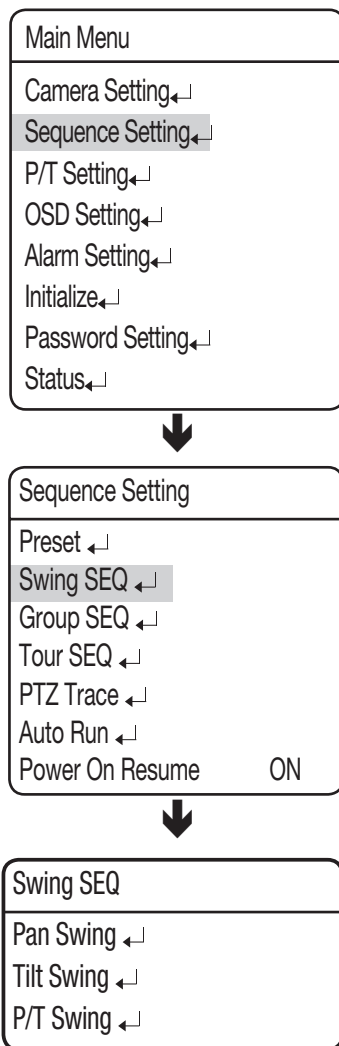 Main Menu
Camera Setting↵
Sequence Setting↵
P/T Setting↵
OSD Setting↵
Alarm Setting↵
Initialize↵
Password Setting↵
Status↵
Sequence Setting
Preset ↵
Swing SEQ ↵
Group SEQ ↵
Tour SEQ ↵
PTZ Trace ↵
Auto Run ↵
Power On Resume ON
Swing SEQ
Pan Swing ↵
Tilt Swing ↵
P/T Swing ↵